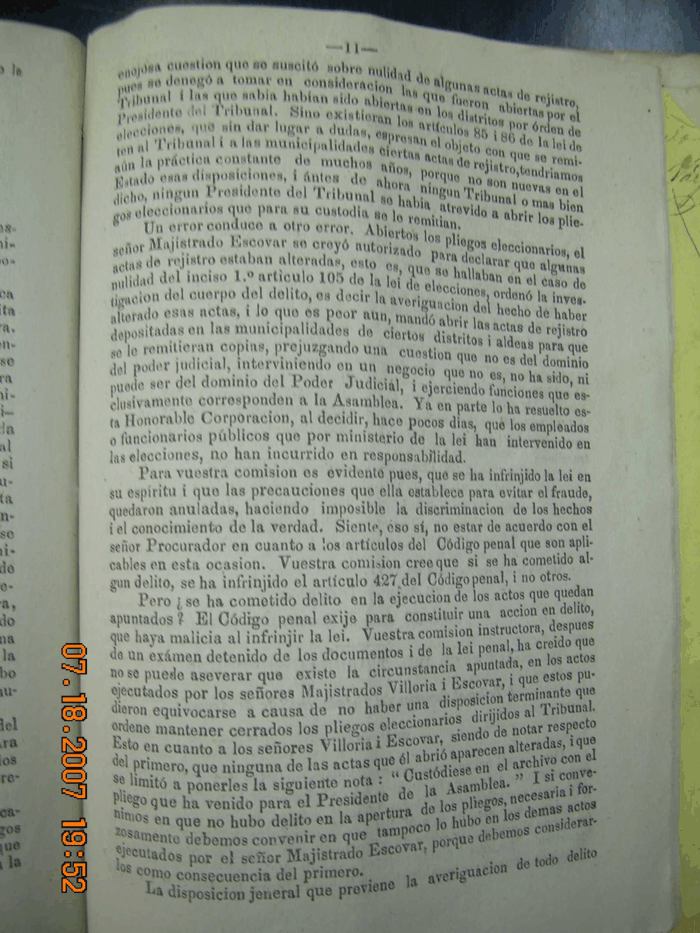 —11—
enojosa cuestion que se suscitó sobre nulidad de algunas actas de rejistro,
pues se denegó a tomar en consideracion las que fueron abiertas por el
Tribunal i las que sabia habian sido abiertas en los distritos por órden de
Presidente del Tribunal. Sino existieran los artículos 85 i 86 de la lei de
elecciones, que sin dar lugar a dudas, espresan el objeto con que se remi-
ten al Tribunal i a las municipalidades ciertas actas de rejistro, tendriamos
aún la práctica constante de muchos años, porque no son nuevas en el
Estado esas disposiciones, i ántes de ahora ningun Tribunal o mas bien
dicho, ningun Presidente del Tribunal se habia atrevido a abrir los plie-
gos eleccionarios que para su custodia se le remitian.
Un error conduce a otro error. Abiertos los pliegos eleccionarios, el
señor Majistrado Escovar se creyó autorizado para declarar que algunas
actas de rejistro estaban alteradas, esto es, que se hallaban en el caso de
nulidad del inciso 1.º articulo 105 de la lei de elecciones, ordenó la inves-
tigacion del cuerpo del delito, es decir la averiguacion del hecho de haber
alterado esas actas, i lo que es peor aun, mandó abrir las actas de rejistro
depositadas en las municipalidades de ciertos distritos i aldeas para que
se le remitieran copias, prejuzgando una cuestion que no es del dominio
del poder judicial, interviniendo en un negocio que no es, no ha sido, ni
puede ser del dominio del Poder Judicial, i ejerciendo funciones que es-
clusivamente corresponden a la Asamblea. Ya en parte lo ha resuelto es-
ta Honorable Corporacion, al decidir, hace pocos dias, que los empleados
o funcionarios públicos que por ministerio de la lei han intervenido en
las elecciones, no han incurrido en responsabilidad.
Para vuestra comision es evidente pues, que se ha infrinjido la lei en
su espíritu i que las precauciones que ella establece para evitar el fraude,
quedaron anuladas, haciendo imposible la discriminacion de los hechos
i el conocimiento de la verdad. Siente, eso sí, no estar de acuerdo con el
señor Procurador en cuanto a los artículos del Código penal que son apli-
cables en esta ocasion. Vuestra comision cree que si se ha cometido al-
gun delito, se ha infrinjido el artículo 427 del Código penal, i no otros.
Pero ¿ se ha cometido delito en la ejecucion de los actos que quedan
apuntados? El Código penal exije para constituir una accion en delito,
que haya malicia al infrinjir la lei. Vuestra comision instructora, despues
de un exámen detenido de los documentos i de la lei penal, ha creido que
no se puede aseverar que existe la circunstancia apuntada, en los actos
ejecutados por los señores Majistrados Villoria i Escovar, i que estos pu-
dieron equivocarse a causa de no haber una disposicion terminante que
ordene mantener cerrados los pliegos eleccionarios dirijidos al Tribunal.
Esto en cuanto a los señores Villoria i Escovar, siendo de notar respecto
del primero, que ninguna de las actas que él abrió aparecen alteradas, i que
se limitó a ponerles la siguiente nota : “ Custódiese en el archivo con el
pliego que ha venido para el Presidente de la Asamblea. ” I si conve-
nimos en que no hubo delito en la apertura de los pliegos, necesaria i for-
zosamente debemos convenir en que tampoco lo hubo en los demas actos
ejecutados por el señor Majistrado Escovar, porque debemos considerar-
los como consecuencia del primero.
La disposicion jeneral que previene la averiguacion de todo delito
07.18.2007 19:52